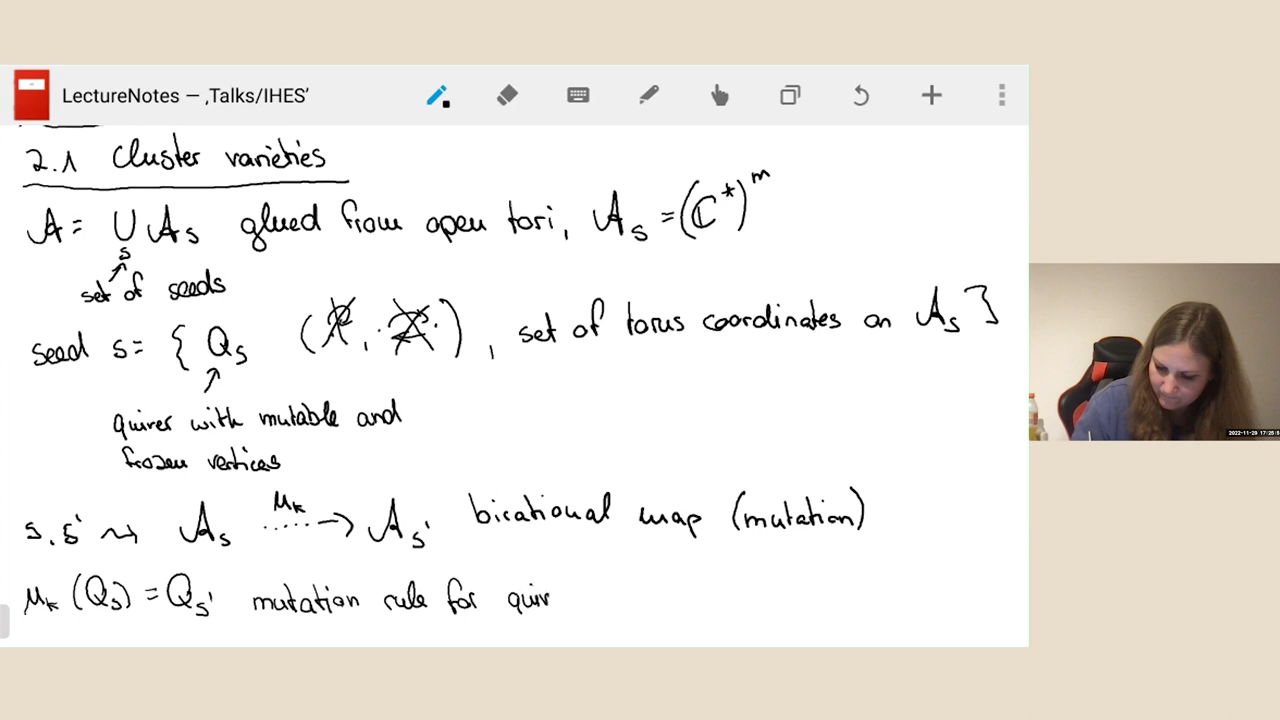 LectureNotes – ‚Talks/IHES‘
2.1 Cluster varieties
A = ∪ A_s glued from open tori, A_s = (ℂ*)^m
s
set of seeds
seed s = { Q_s ( , ), set of torus coordinates on A_s }
quiver with mutable and
frozen vertices
s, s' ⇝ A_s ⇢ A_s' birational map (mutation)
μ_k
μ_k (Q_s) = Q_s' mutation rule for quiv